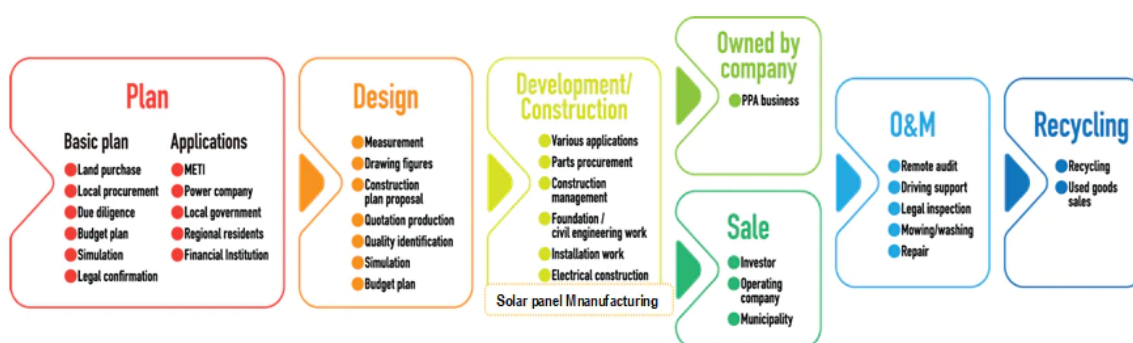 Plan
Basic plan
Land purchase
Local procurement
Due diligence
Budget plan
Simulation
Legal confirmation
Applications
METI
Power company
Local government
Regional residents
Financial Institution
Design
Measurement
Drawing figures
Construction
plan proposal
Quotation production
Quality identification
Simulation
Budget plan
Development/
Construction
Various applications
Parts procurement
Construction
management
Foundation /
civil engineering work
Installation work
Electrical construction
Solar panel Mnanufacturing
Owned by
company
PPA business
Sale
Investor
Operating
company
Municipality
O&M
Remote audit
Driving support
Legal inspection
Mowing/washing
Repair
Recycling
Recycling
Used goods
sales